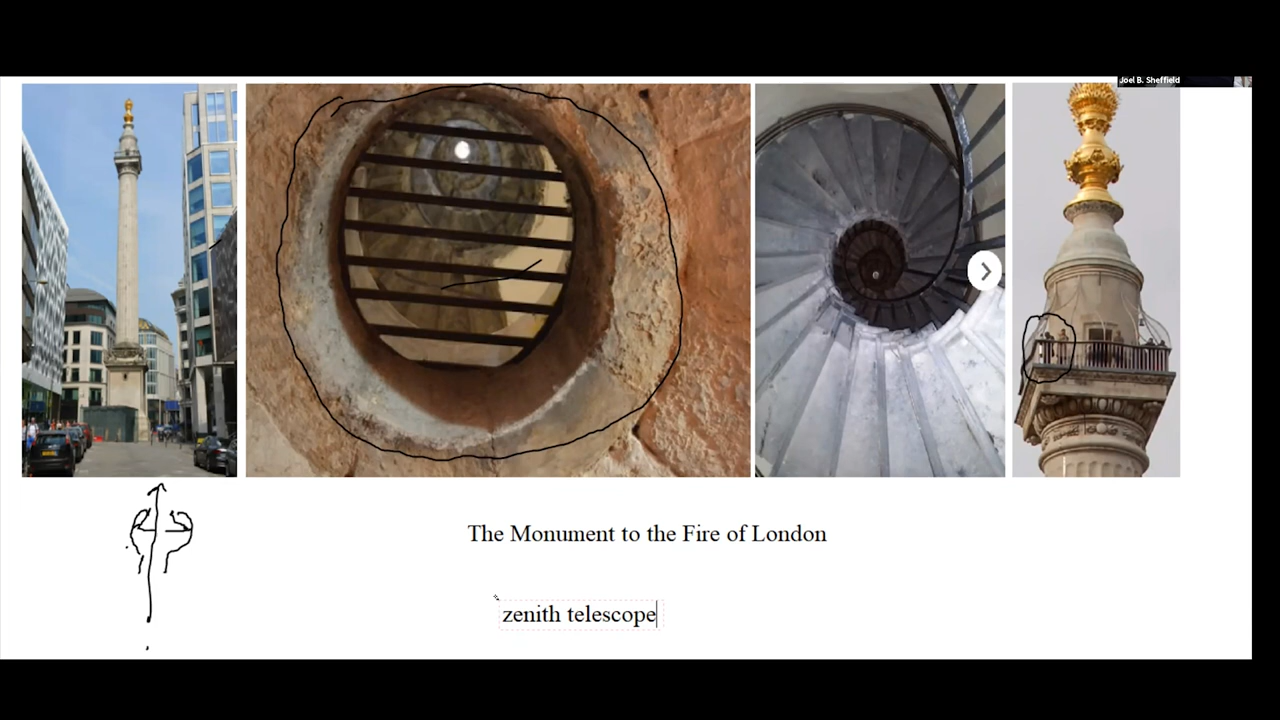 Joel B. Sheffield
The Monument to the Fire of London
zenith telescope